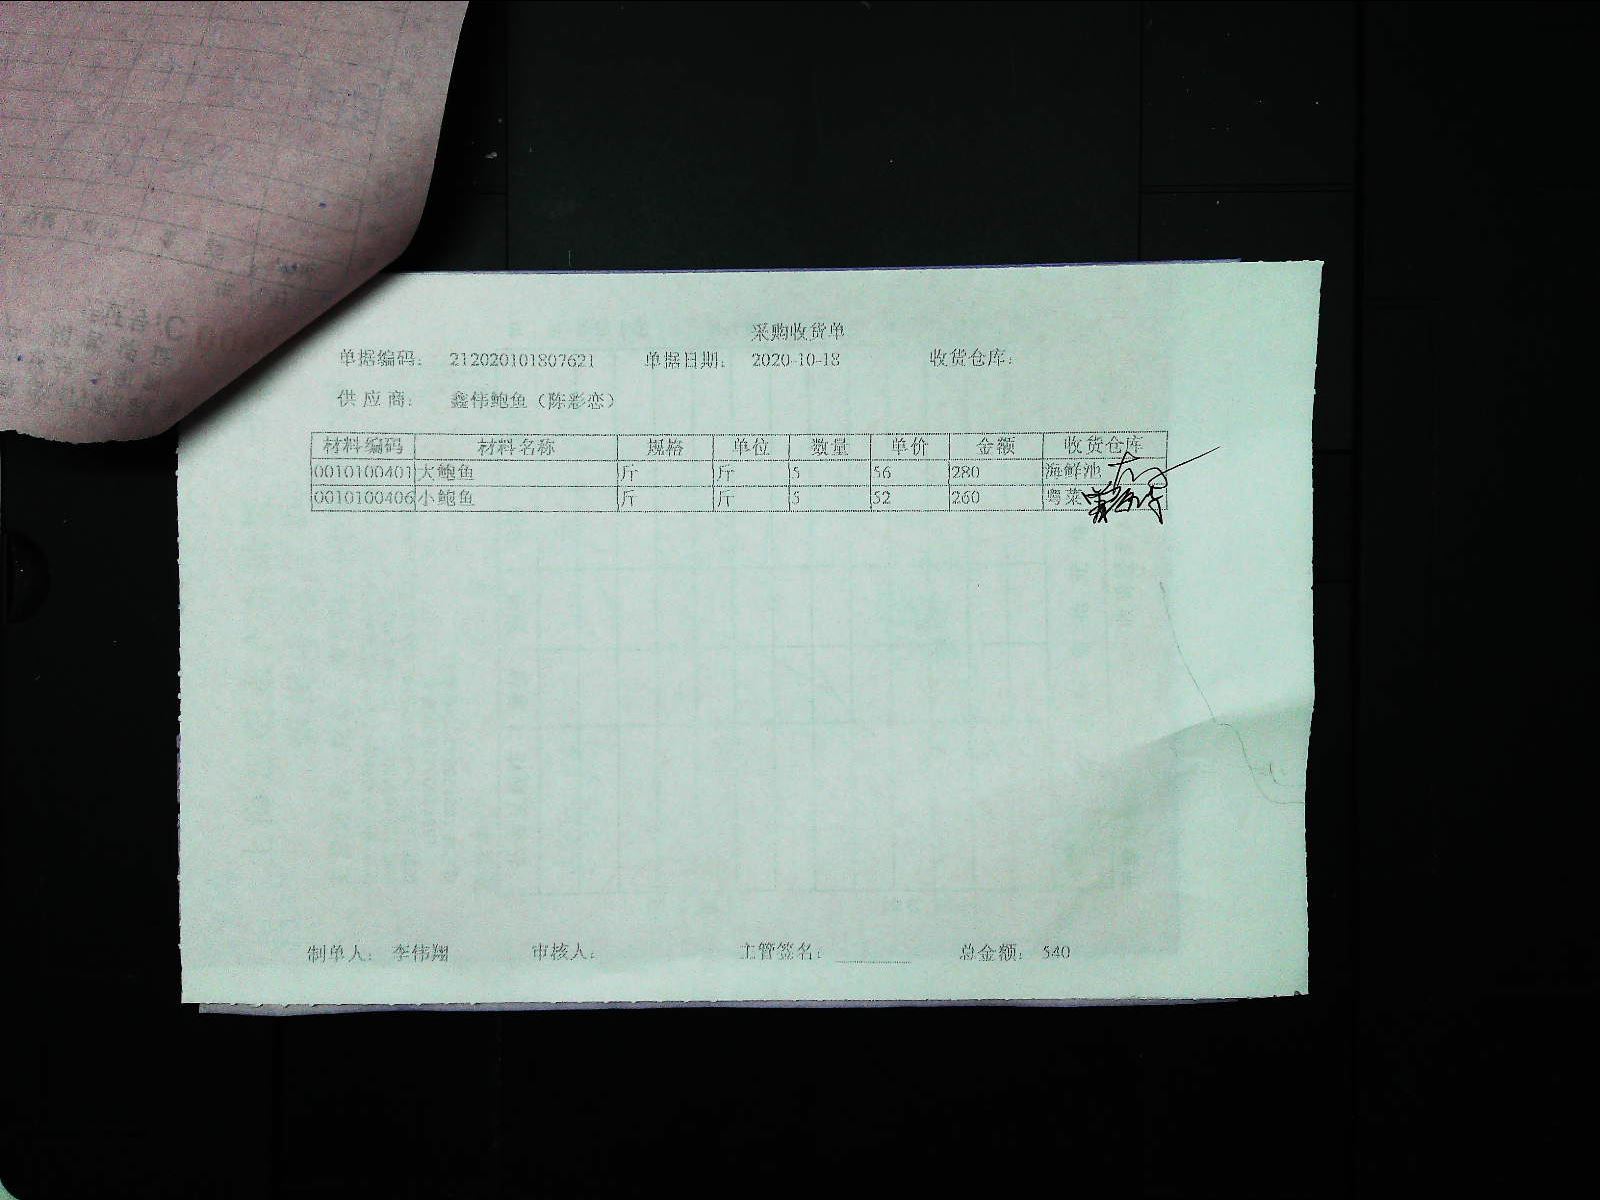 采购收货单
单据编码： 212020101807621 单据日期： 2020-10-18 收货仓库：
供应商： 鑫伟鲍鱼（陈彩恋）
材料编码 材料名称 规格 单位 数量 单价 金额 收货仓库
0010100401 大鲍鱼 斤 斤 5 56 280 海鲜池
0010100406 小鲍鱼 斤 斤 5 52 260 粤菜
制单人： 李伟翔 审核人： 主管签名： 总金额： 540